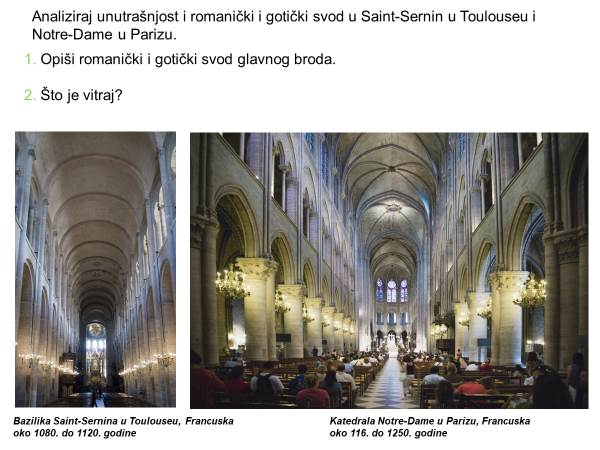 Analiziraj unutrašnjost i romanički i gotički svod u Saint-Sernin u Toulouseu i
Notre-Dame u Parizu.
1. Opiši romanički i gotički svod glavnog broda.
2. Što je vitraj?
Bazilika Saint-Sernina u Toulouseu, Francuska
oko 1080. do 1120. godine
Katedrala Notre-Dame u Parizu, Francuska
oko 116. do 1250. godine